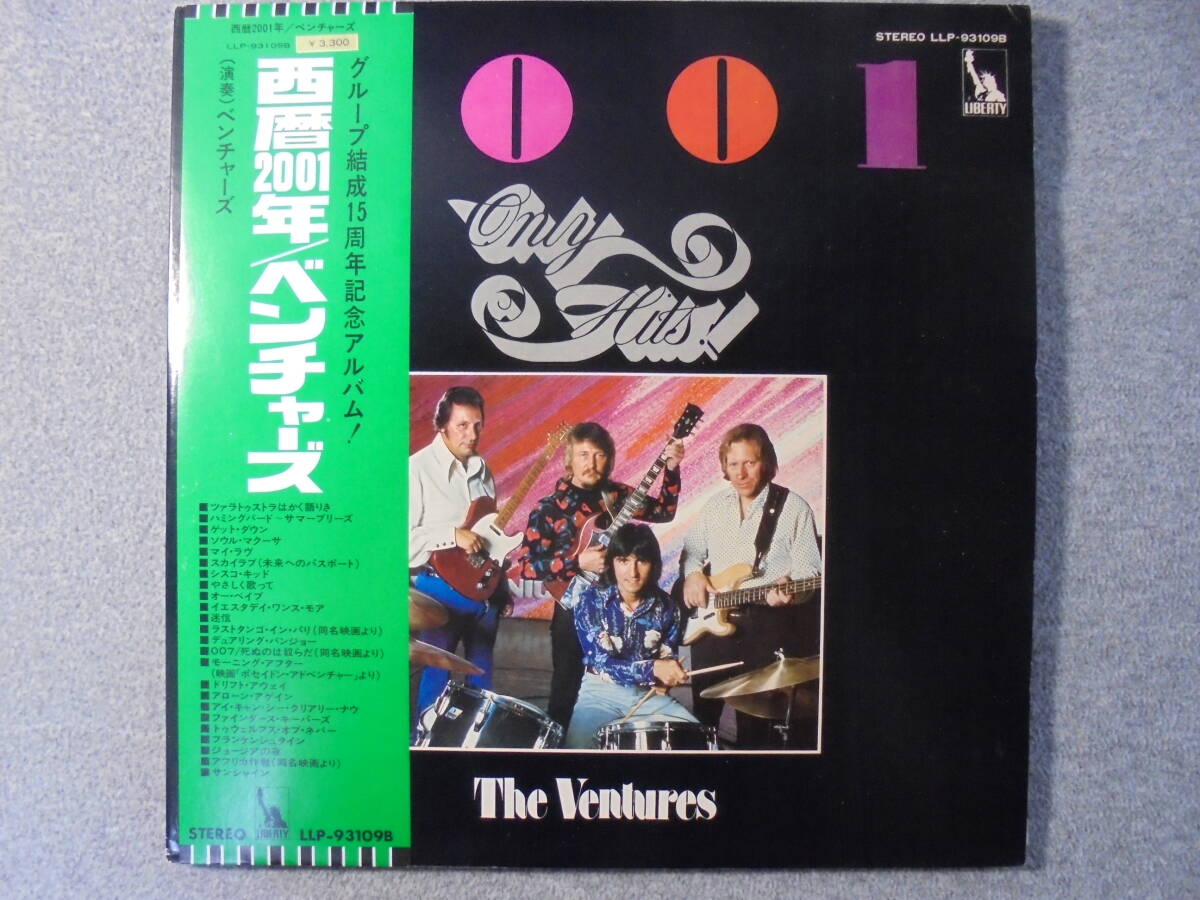 西暦2001年/ベンチャーズ
LLP-93109B
¥3,300
グループ結成15周年記念アルバム!
西暦2001年/ベンチャーズ
(演奏)ベンチャーズ
■ツァラトゥストラはかく語りき
■ハミングバード~サマーブリーズ
■ゲット・ダウン
■ソウル・マクーサ
■マイ・ラヴ
■スカイラブ(未来へのパスポート)
■シスコ・キッド
■やさしく歌って
■オー・ベイブ
■イエスタデイ・ワンス・モア
■迷信
■ラストタンゴ・イン・パリ(同名映画より)
■デュアリング・バンジョー
■007/死ぬのは奴らだ(同名映画より)
■モーニング・アフター
(映画「ポセイドン・アドベンチャー」より)
■ドリフト・アウェイ
■アローン・アゲイン
■アイ・キャン・シー・クリアリー・ナウ
■ファインダース・キーパーズ
■トゥウェルブス・オブ・ネバー
■フランケンシュタイン
■ジョージアの夜
■アフリカ作戦(同名映画より)
■サンシャイン
LIBERTY
STEREO LLP-93109B
STEREO LLP-93109B
LIBERTY
001
Only
Hits!
The Ventures